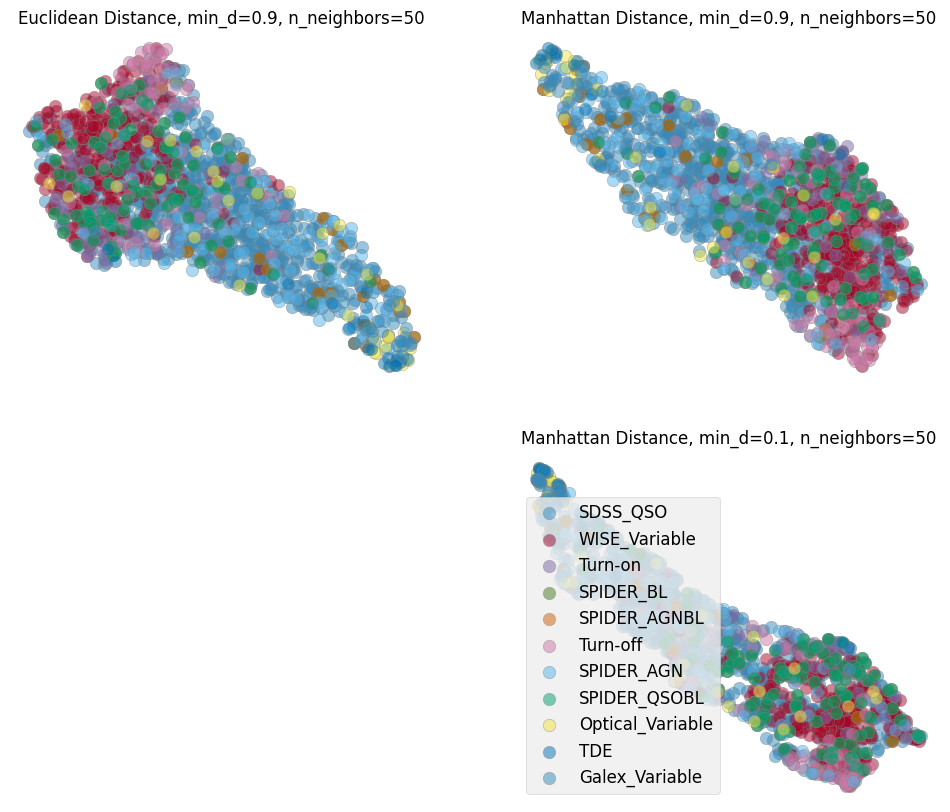 Euclidean Distance, min_d=0.9, n_neighbors=50
Manhattan Distance, min_d=0.9, n_neighbors=50
Manhattan Distance, min_d=0.1, n_neighbors=50
SDSS_QSO
WISE_Variable
Turn-on
SPIDER_BL
SPIDER_AGNBL
Turn-off
SPIDER_AGN
SPIDER_QSOBL
Optical_Variable
TDE
Galex_Variable